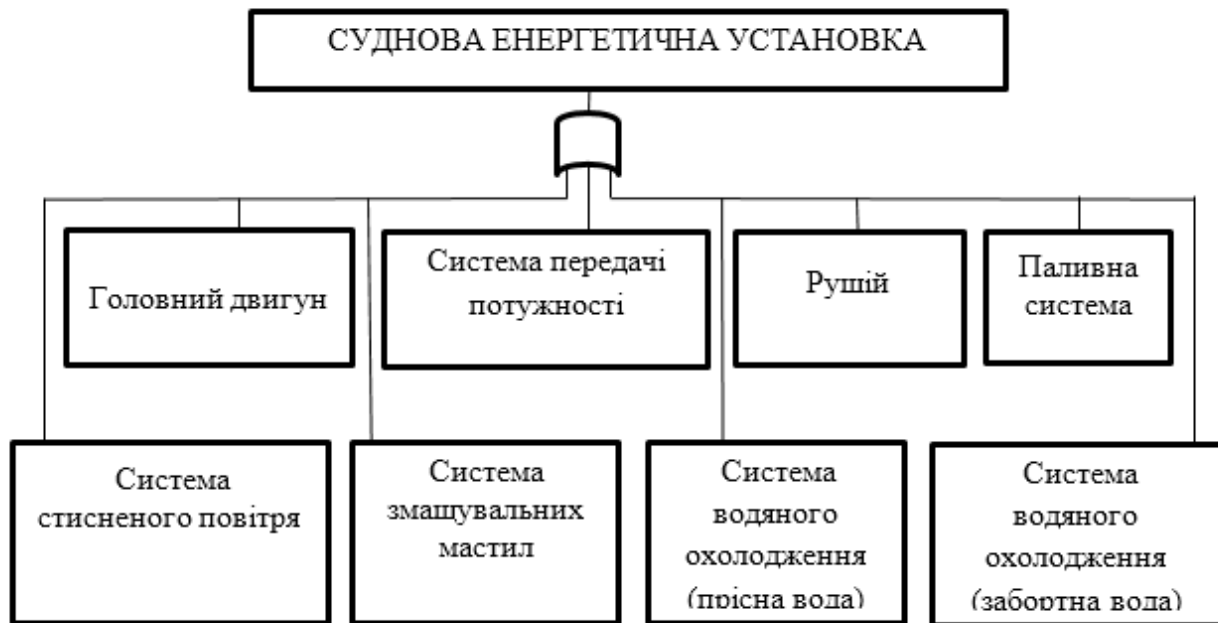 СУДНОВА ЕНЕРГЕТИЧНА УСТАНОВКА
Головний двигун
Система передачі
потужності
Рушій
Паливна
система
Система
стисненого повітря
Система
змащувальних
мастил
Система
водяного
охолодження
(прісна вода)
Система
водяного
охолодження
(забортна вода)